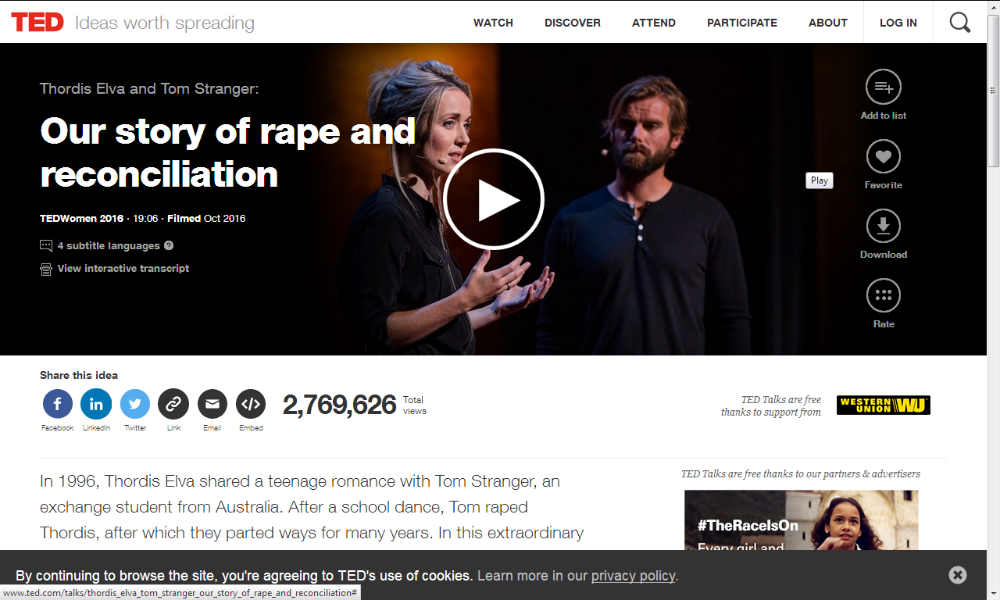 TED Ideas worth spreading
WATCH DISCOVER ATTEND PARTICIPATE ABOUT LOG IN
Thordis Elva and Tom Stranger:
Our story of rape and
reconciliation
TEDWomen 2016 · 19:06 · Filmed Oct 2016
4 subtitle languages ?
View interactive transcript
Add to list
Play
Favorite
Download
Rate
Share this idea
f in </>
Facebook LinkedIn Twitter Link Email Embed
2,769,626 Total
views
TED Talks are free
thanks to support from
WESTERN
UNION WU
In 1996, Thordis Elva shared a teenage romance with Tom Stranger, an
exchange student from Australia. After a school dance, Tom raped
Thordis, after which they parted ways for many years. In this extraordinary
TED Talks are free thanks to our partners & advertisers
#TheRaceIsOn
Every girl and
By continuing to browse the site, you're agreeing to TED's use of cookies. Learn more in our privacy policy.
www.ted.com/talks/thordis_elva_tom_stranger_our_story_of_rape_and_reconciliation#